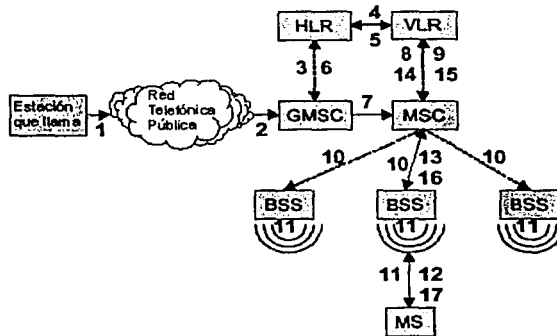 4
HLR
VLR
5
8
9
3
6
14
15
Red
Telefónica
Pública
Estación
que llama
1
2
GMSC
7
MSC
10
10
13
16
10
BSS
BSS
BSS
11
11
11
11
12
17
MS